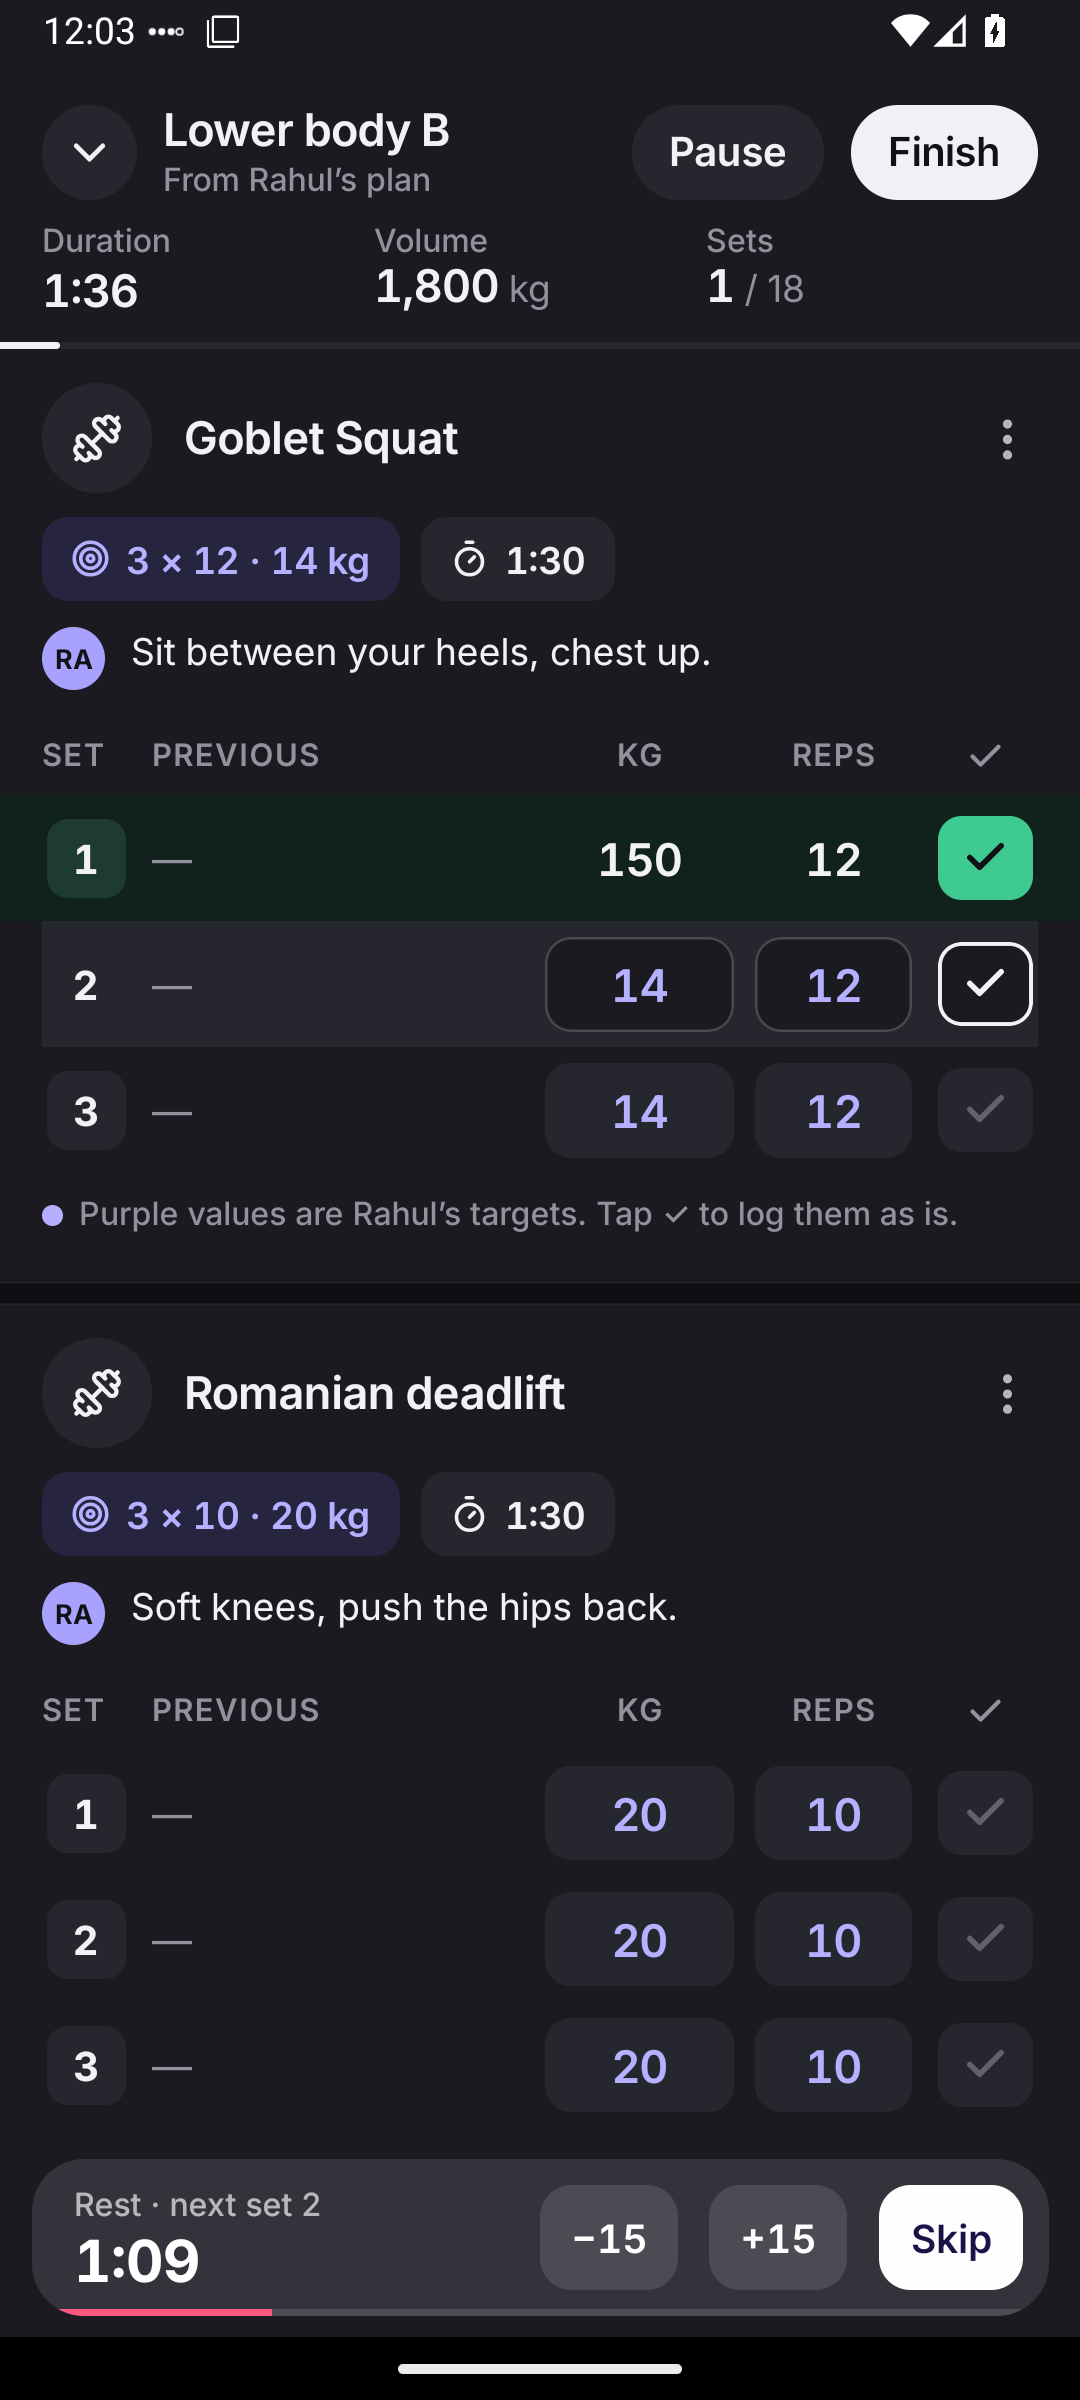 12:03
Lower body B
From Rahul's plan
Pause
Finish
Duration
Volume
Sets
1:36
1,800 kg
1 / 18
Goblet Squat
3 × 12 · 14 kg
1:30
RA
Sit between your heels, chest up.
SET PREVIOUS KG REPS ✓
1 — 150 12 ✓
2 — 14 12 ✓
3 — 14 12 ✓
Purple values are Rahul's targets. Tap ✓ to log them as is.
Romanian deadlift
3 × 10 · 20 kg
1:30
RA
Soft knees, push the hips back.
SET PREVIOUS KG REPS ✓
1 — 20 10 ✓
2 — 20 10 ✓
3 — 20 10 ✓
Rest · next set 2
1:09
−15
+15
Skip